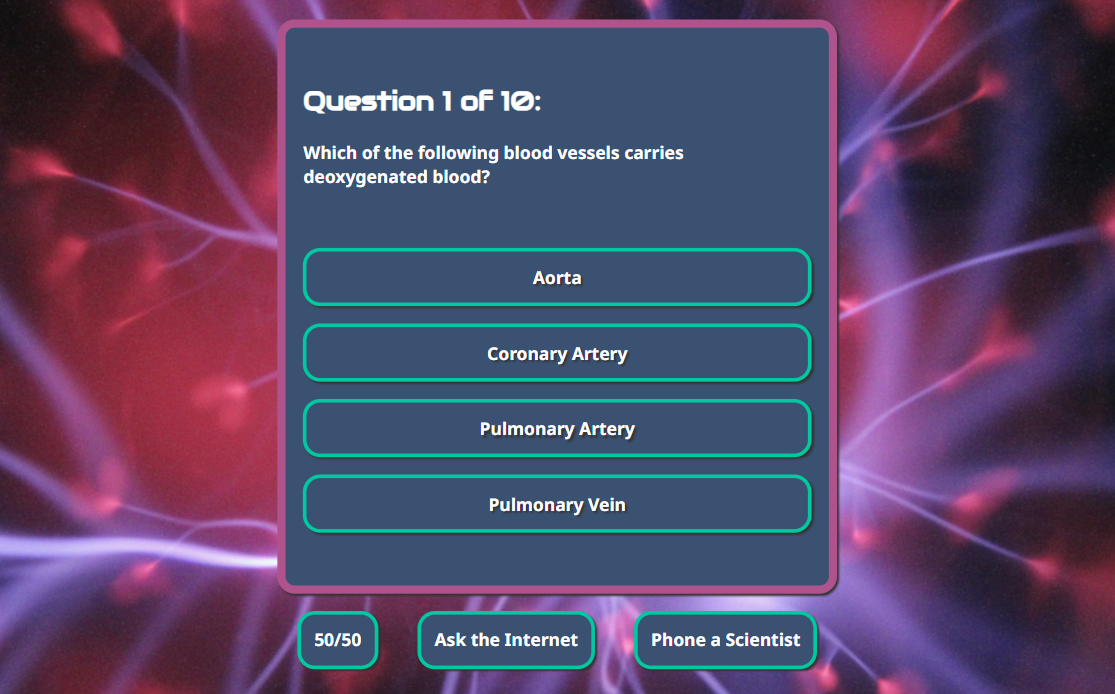 Question 1 of 10:
Which of the following blood vessels carries
deoxygenated blood?
Aorta
Coronary Artery
Pulmonary Artery
Pulmonary Vein
50/50
Ask the Internet
Phone a Scientist